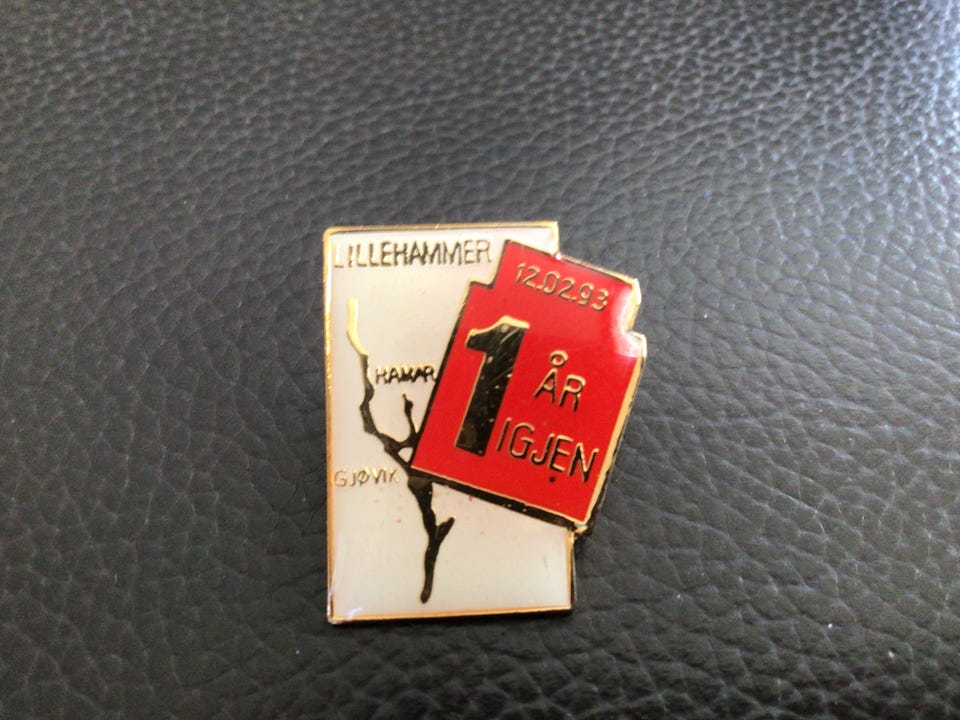 LILLEHAMMER
12.02.93
1 ÅR
IGJEN
HAMAR
GJØVIK